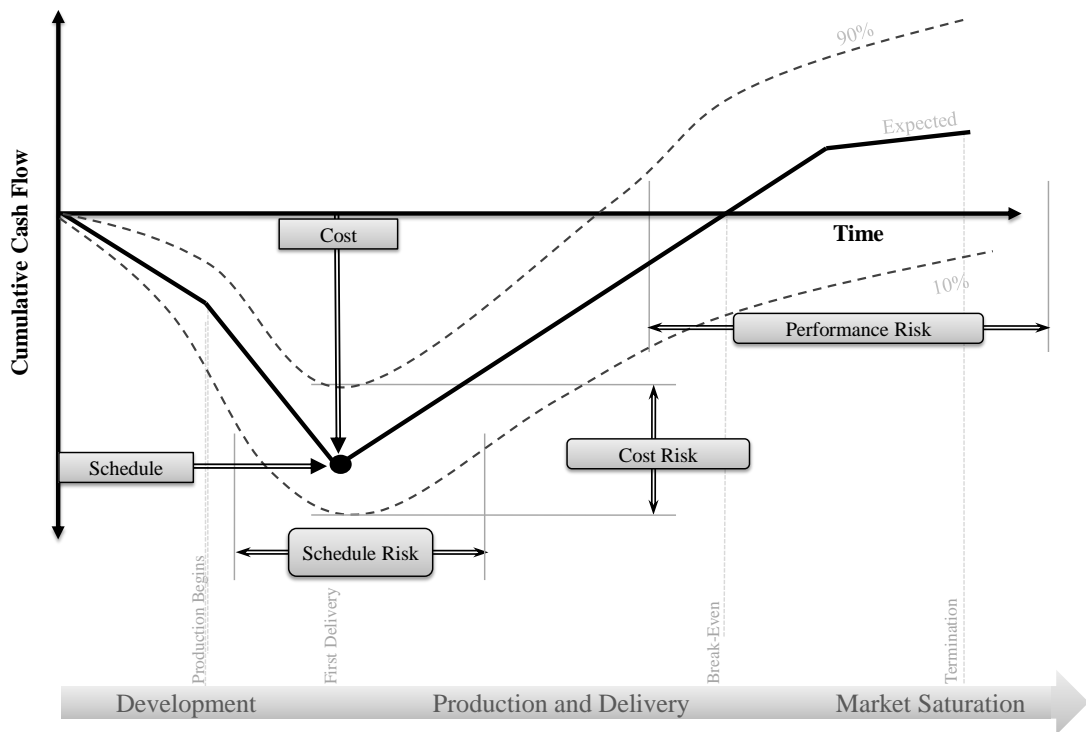 90%
Expected
Cumulative Cash Flow
Cost
Time
10%
Performance Risk
Schedule
Cost Risk
Schedule Risk
Production Begins
First Delivery
Break-Even
Termination
Development
Production and Delivery
Market Saturation